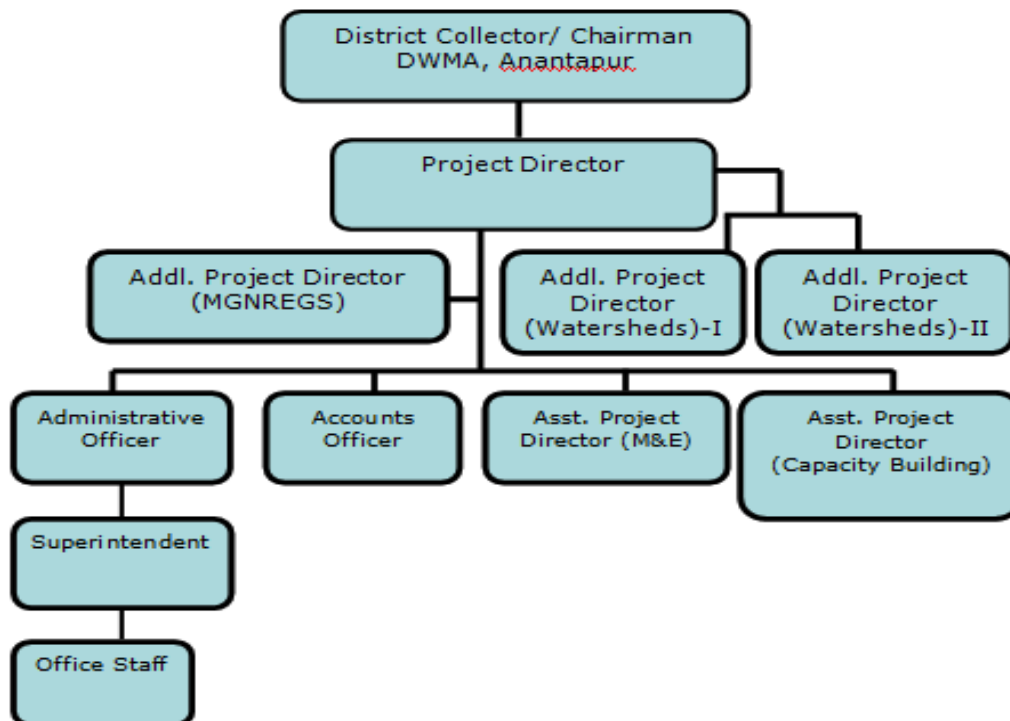 District Collector/ Chairman
DWMA, Anantapur
Project Director
Addl. Project Director
(MGNREGS)
Addl. Project
Director
(Watersheds)-I
Addl. Project
Director
(Watersheds)-II
Administrative
Officer
Accounts
Officer
Asst. Project
Director (M&E)
Asst. Project
Director
(Capacity Building)
Superintendent
Office Staff